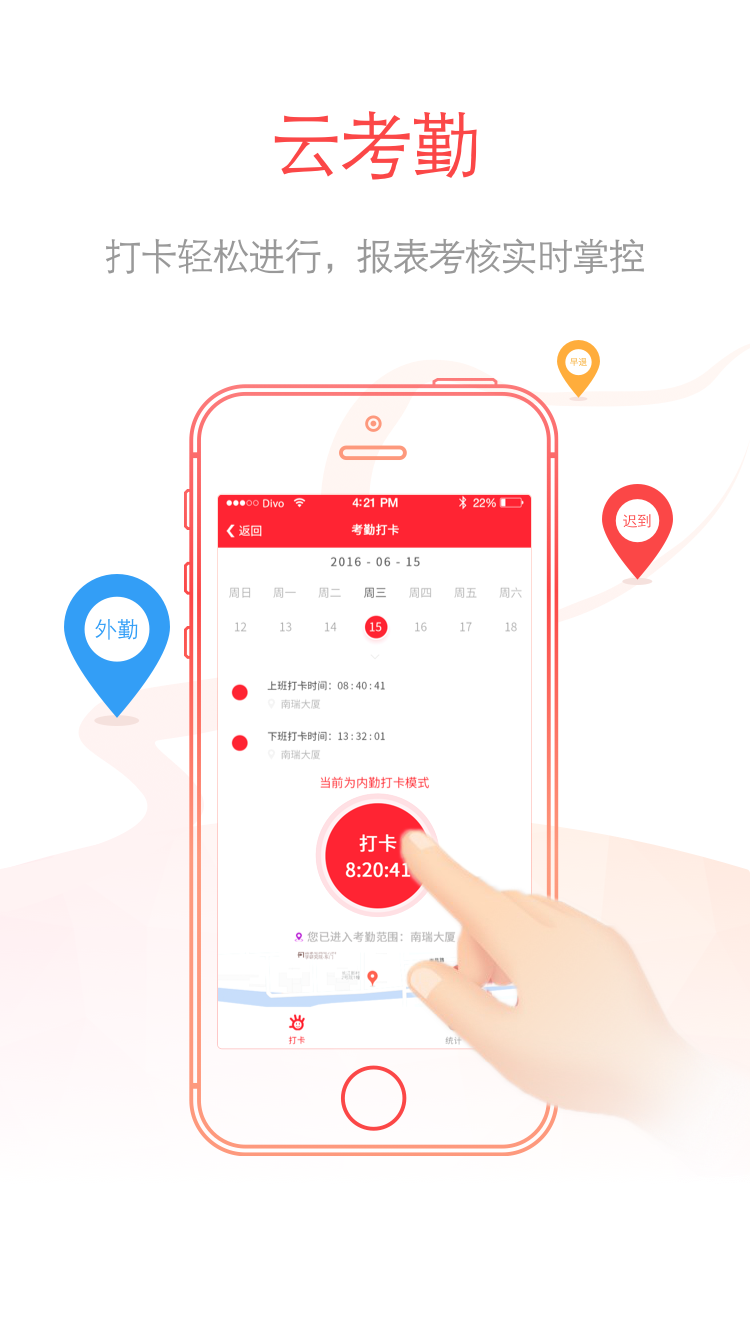 云考勤
打卡轻松进行，报表考核实时掌控
早退
迟到
外勤
Divo 4:21 PM 22%
返回 考勤打卡
2016 - 06 - 15
周日 周一 周二 周三 周四 周五 周六
12 13 14 15 16 17 18
上班打卡时间：08 : 40 : 41
南瑞大厦
下班打卡时间：13 : 32 : 01
南瑞大厦
当前为内勤打卡模式
打卡
8:20:41
您已进入考勤范围：南瑞大厦
打卡 统计